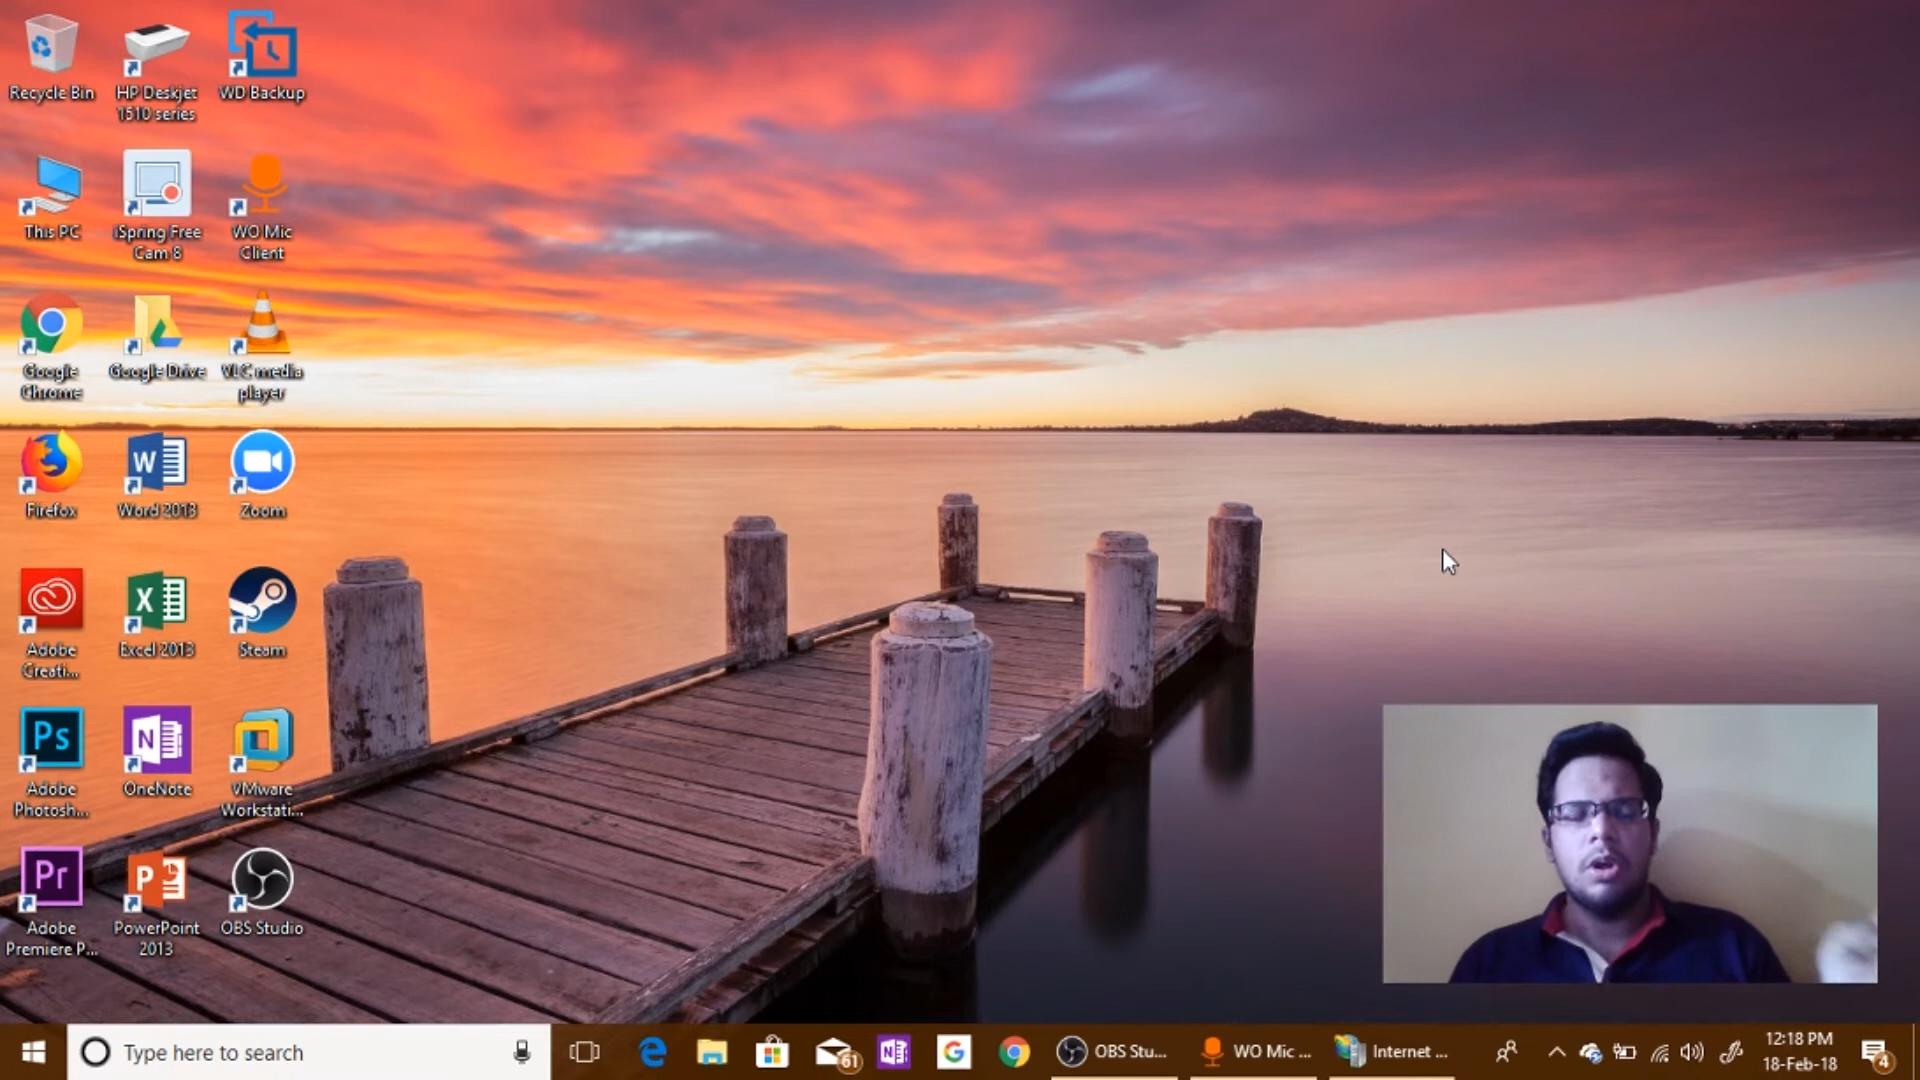 Recycle Bin
HP Deskjet
1510 series
WD Backup
This PC
iSpring Free
Cam 8
WO Mic
Client
Google
Chrome
Google Drive
VLC media
player
Firefox
W
Word 2013
Zoom
Adobe
Creati...
X
Excel 2013
Steam
Ps
Adobe
Photosh...
N
OneNote
VMware
Workstati...
Pr
Adobe
Premiere P...
P
PowerPoint
2013
OBS Studio
Type here to search
61
N
G
OBS Stu...
WO Mic ...
Internet ...
12:18 PM
18-Feb-18
4